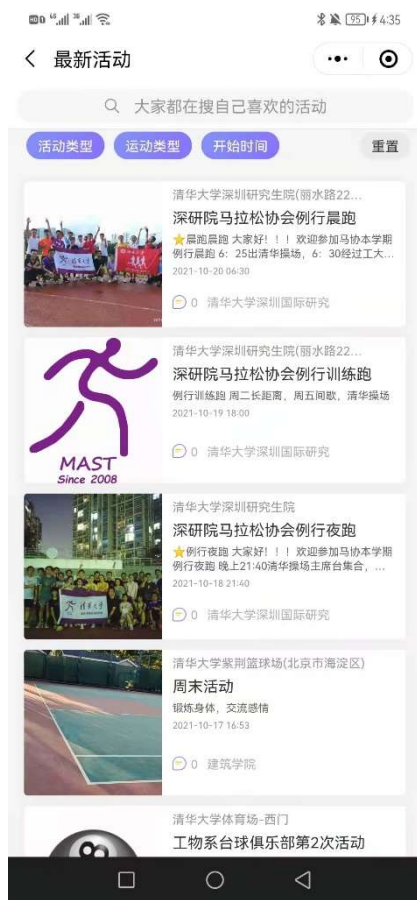 95 4:35
最新活动
大家都在搜自己喜欢的活动
活动类型 运动类型 开始时间 重置
清华大学深圳研究生院(丽水路22...
深研院马拉松协会例行晨跑
⭐晨跑晨跑 大家好！！！ 欢迎参加马协本学期
例行晨跑 6：25出清华操场，6：30经过工大...
2021-10-20 06:30
0 清华大学深圳国际研究
清华大学深圳研究生院(丽水路22...
深研院马拉松协会例行训练跑
例行训练跑 周二长距离，周五间歇，清华操场
2021-10-19 18:00
0 清华大学深圳国际研究
MAST
Since 2008
清华大学深圳研究生院
深研院马拉松协会例行夜跑
⭐例行夜跑 大家好！！！ 欢迎参加马协本学期
例行夜跑 晚上21:40清华操场主席台集合，...
2021-10-18 21:40
0 清华大学深圳国际研究
清华大学紫荆篮球场(北京市海淀区)
周末活动
锻炼身体，交流感情
2021-10-17 16:53
0 建筑学院
清华大学体育场-西门
工物系台球俱乐部第2次活动